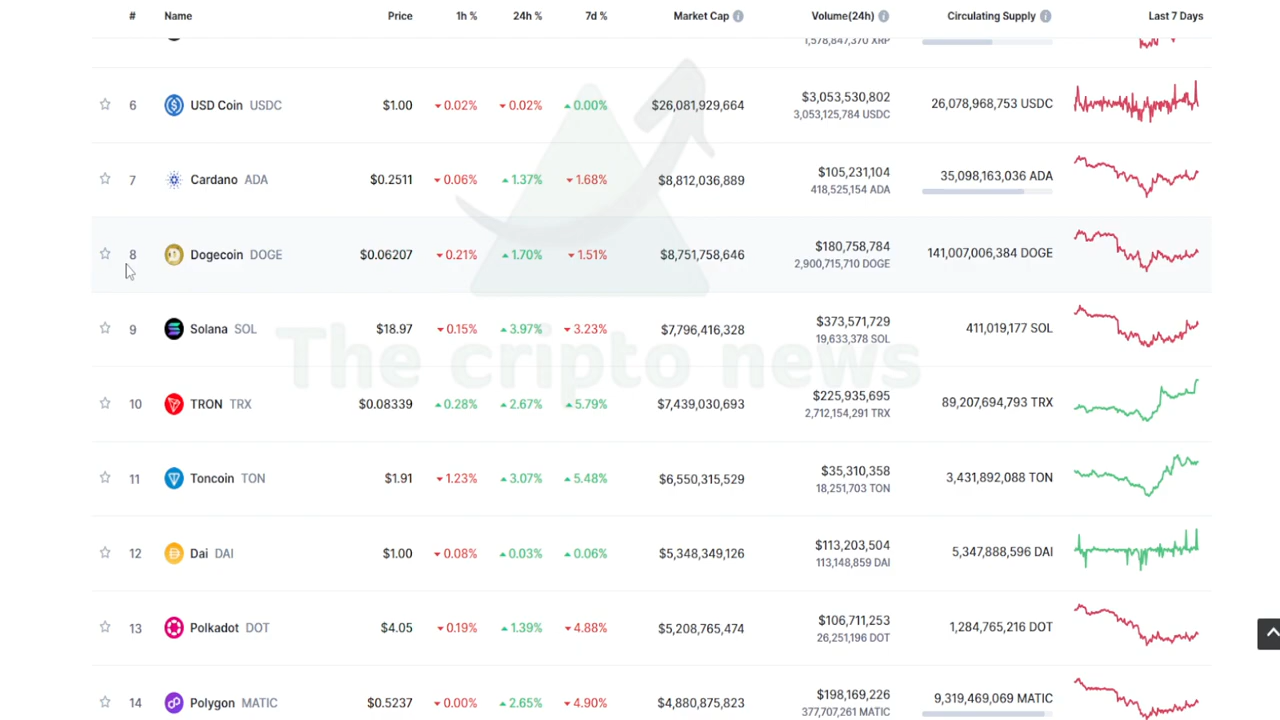 # Name Price 1h % 24h % 7d % Market Cap Volume(24h) Circulating Supply Last 7 Days
1,578,847,370 XRP
6 USD Coin USDC $1.00 0.02% 0.02% 0.00% $26,081,929,664 $3,053,530,802 26,078,968,753 USDC
3,053,125,784 USDC
7 Cardano ADA $0.2511 0.06% 1.37% 1.68% $8,812,036,889 $105,231,104 35,098,163,036 ADA
418,525,154 ADA
8 Dogecoin DOGE $0.06207 0.21% 1.70% 1.51% $8,751,758,646 $180,758,784 141,007,006,384 DOGE
2,900,715,710 DOGE
9 Solana SOL $18.97 0.15% 3.97% 3.23% $7,796,416,328 $373,571,729 411,019,177 SOL
19,633,378 SOL
The cripto news
10 TRON TRX $0.08339 0.28% 2.67% 5.79% $7,439,030,693 $225,935,695 89,207,694,793 TRX
2,712,154,291 TRX
11 Toncoin TON $1.91 1.23% 3.07% 5.48% $6,550,315,529 $35,310,358 3,431,892,088 TON
18,251,703 TON
12 Dai DAI $1.00 0.08% 0.03% 0.06% $5,348,349,126 $113,203,504 5,347,888,596 DAI
113,148,859 DAI
13 Polkadot DOT $4.05 0.19% 1.39% 4.88% $5,208,765,474 $106,711,253 1,284,765,216 DOT
26,251,196 DOT
14 Polygon MATIC $0.5237 0.00% 2.65% 4.90% $4,880,875,823 $198,169,226 9,319,469,069 MATIC
377,707,261 MATIC